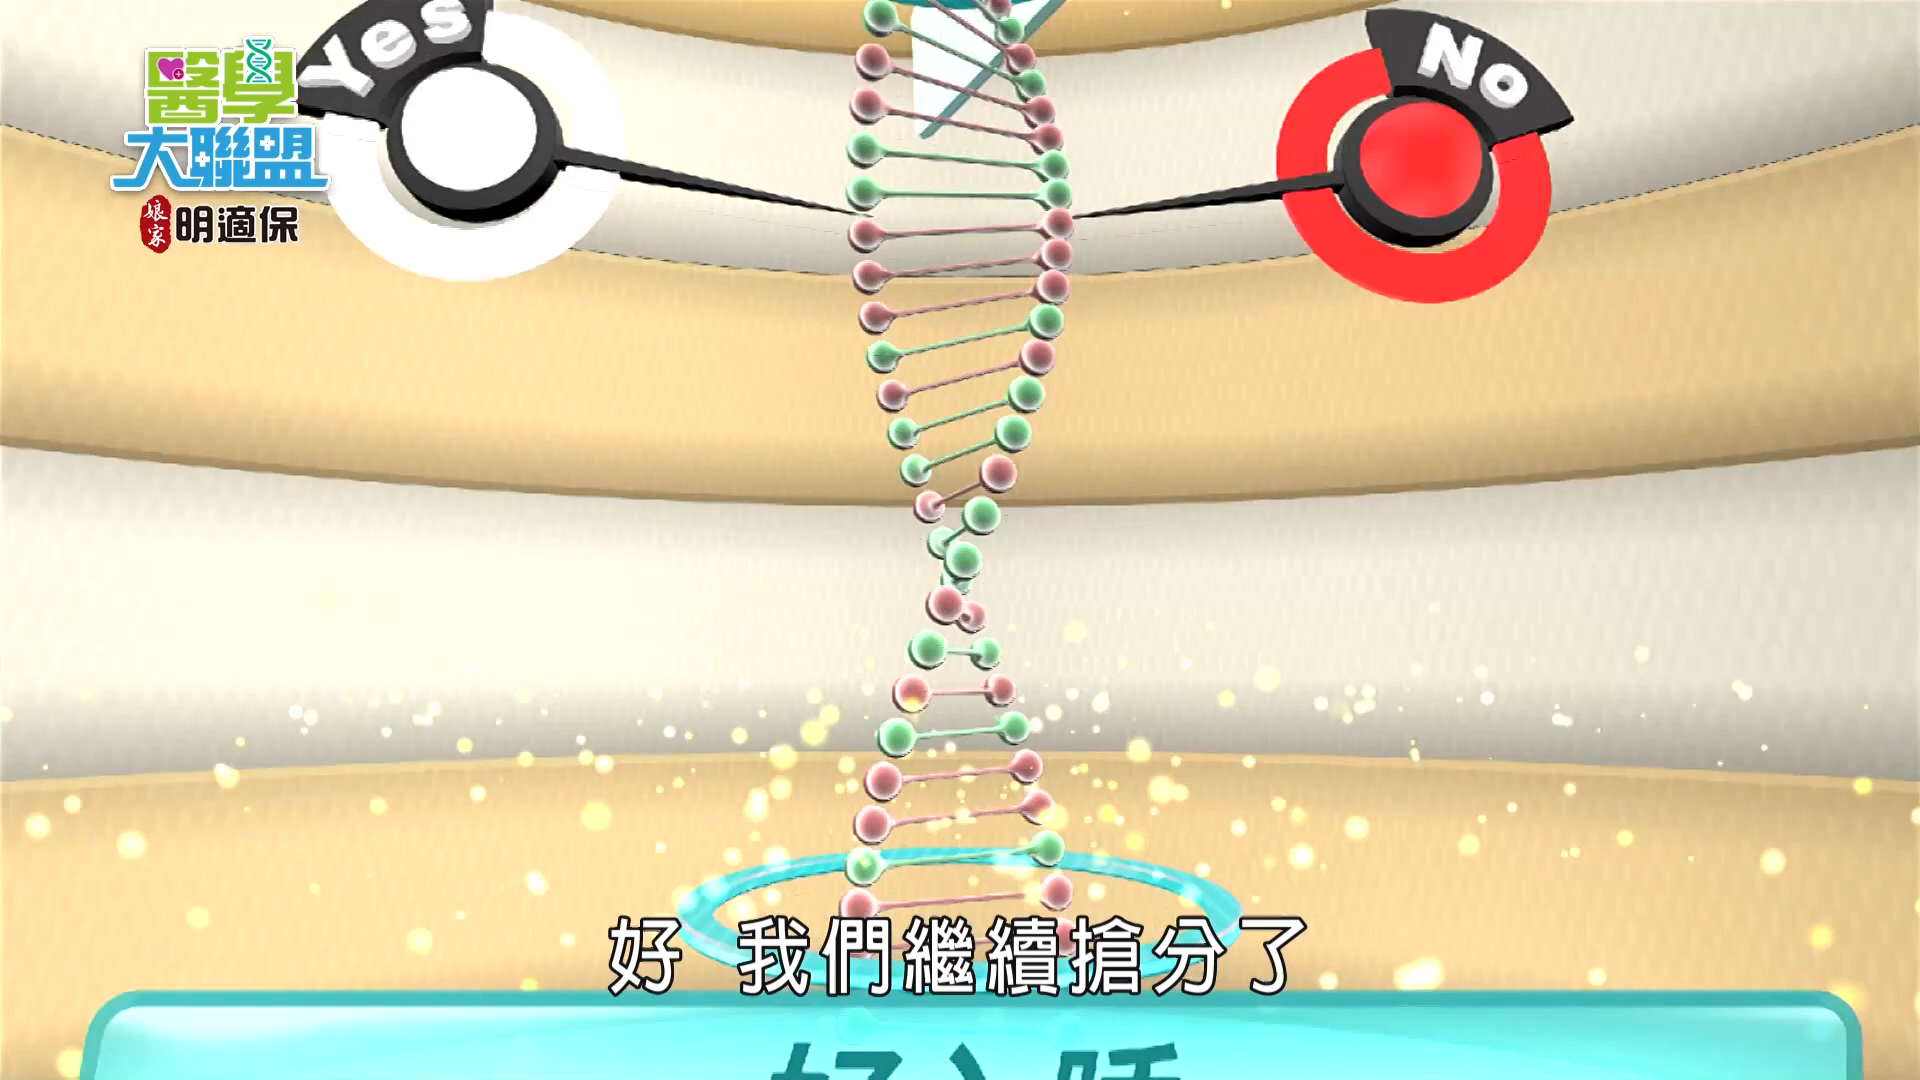 Yes
No
醫學
大聯盟
娘家 明適保
好 我們繼續搶分了